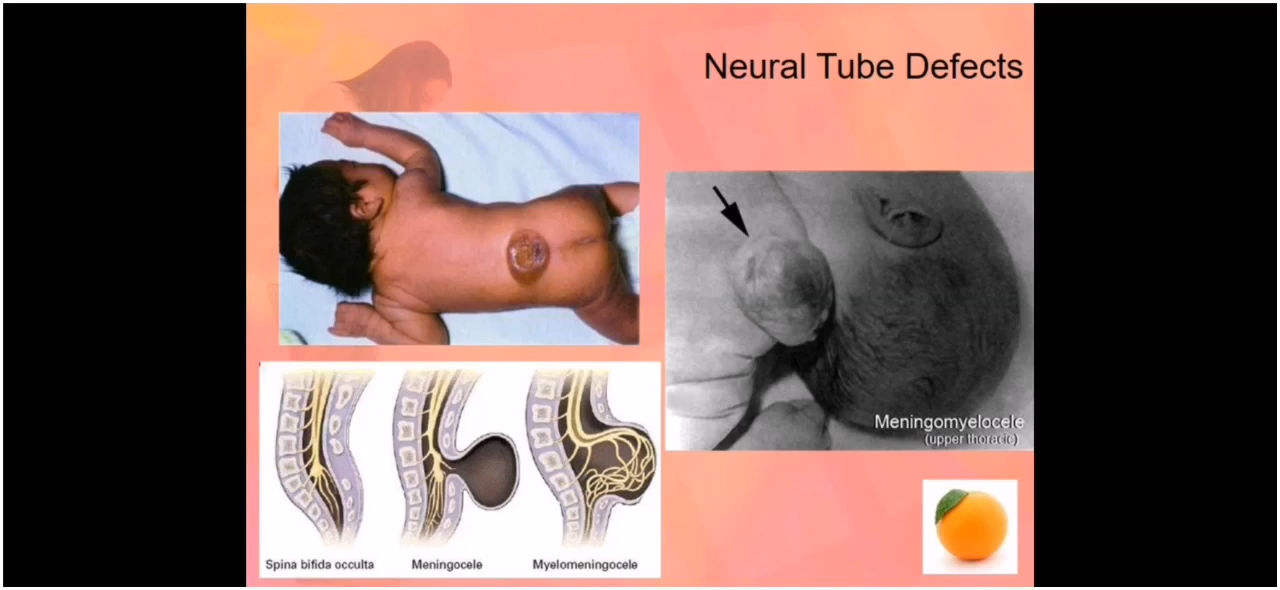 Neural Tube Defects
Meningomyelocele
(upper thoracic)
Spina bifida occulta
Meningocele
Myelomeningocele